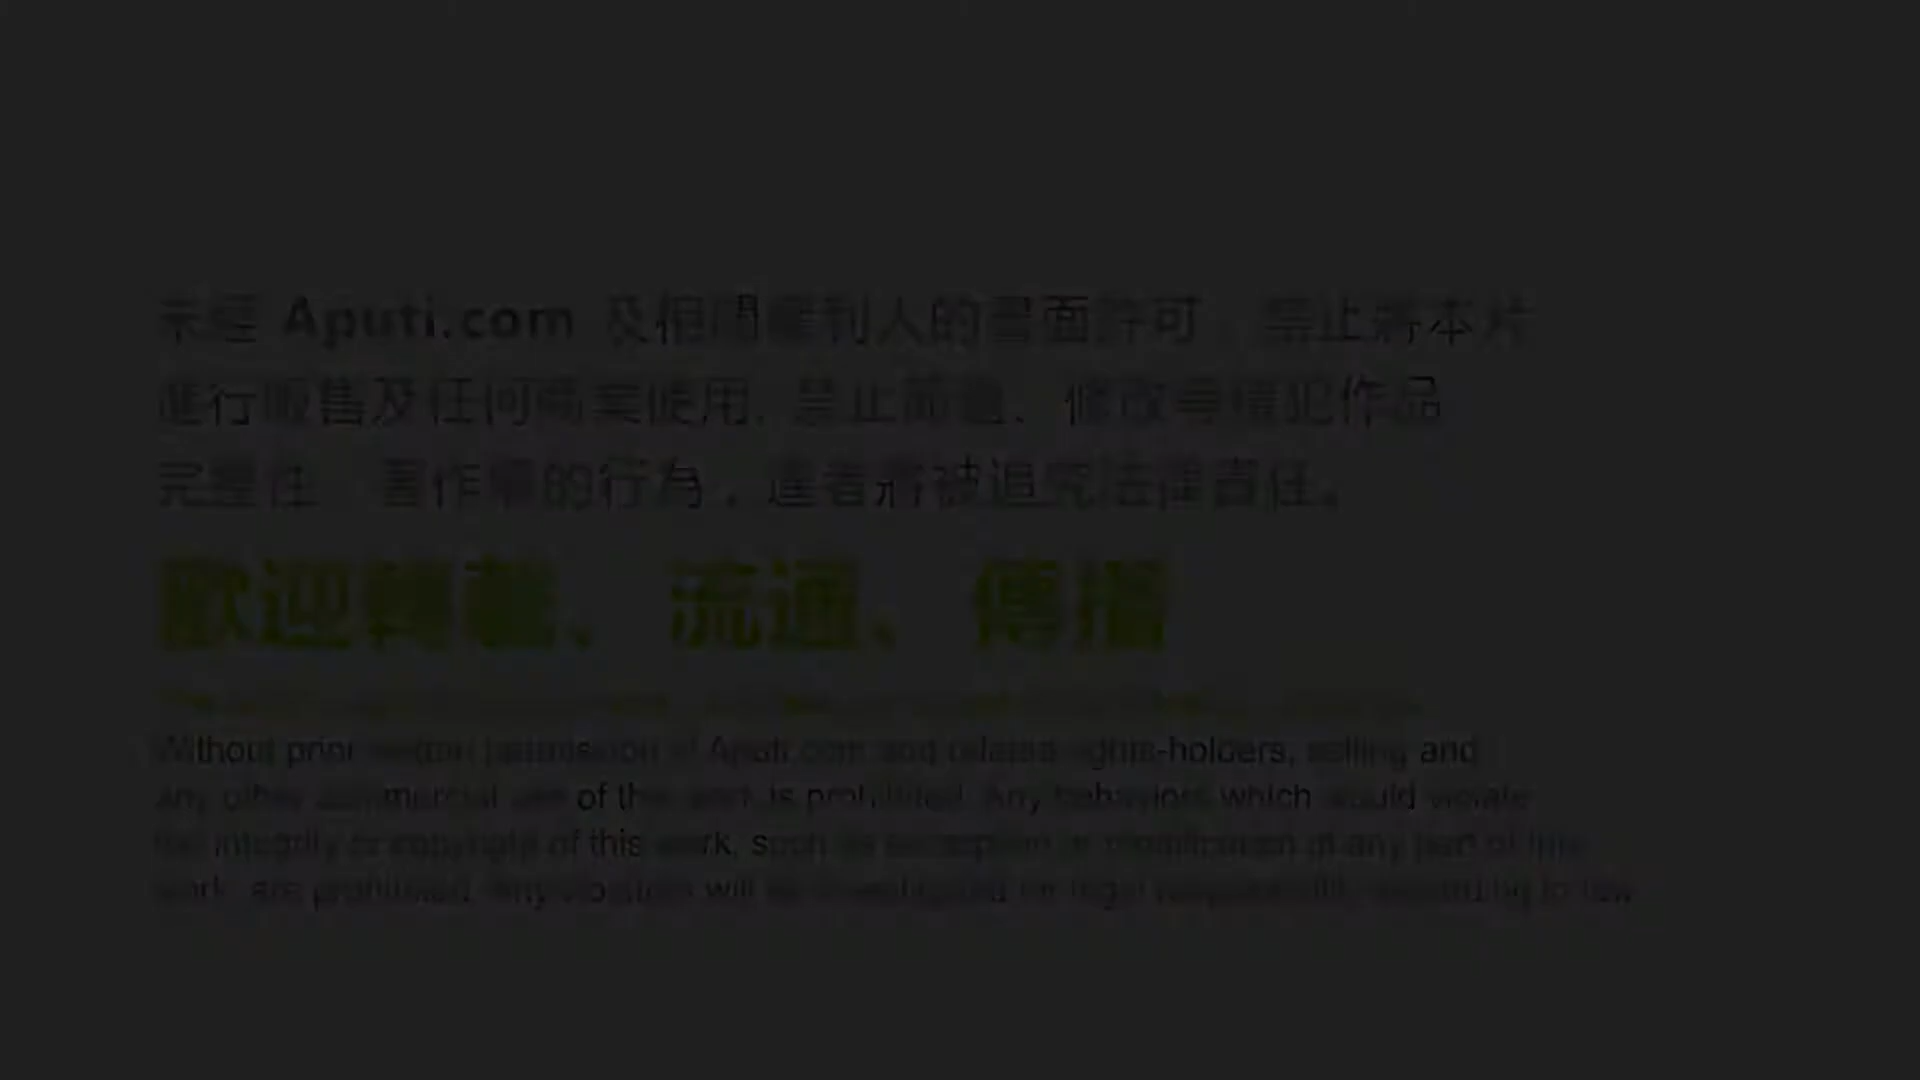 未經 Aputi.com 及相關權利人的書面許可，禁止將本片
進行販售及任何商業使用，禁止節選、修改等侵犯作品
完整性、著作權的行為，違者將被追究法律責任。
歡迎轉載、流通、傳播
Without prior written permission of Aputi.com and related rights-holders, selling and
any other commercial use of this work is prohibited. Any behaviors which would violate
the integrity or copyright of this work, such as excerption or modification of any part of this
work, are prohibited. Any violators will be investigated for legal responsibility according to law